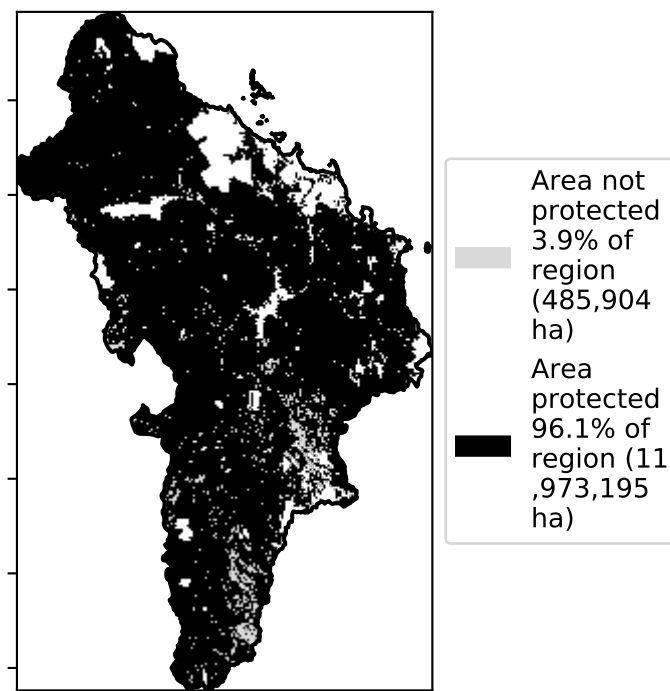 Area not
protected
3.9% of
region
(485,904
ha)
Area
protected
96.1% of
region (11
,973,195
ha)